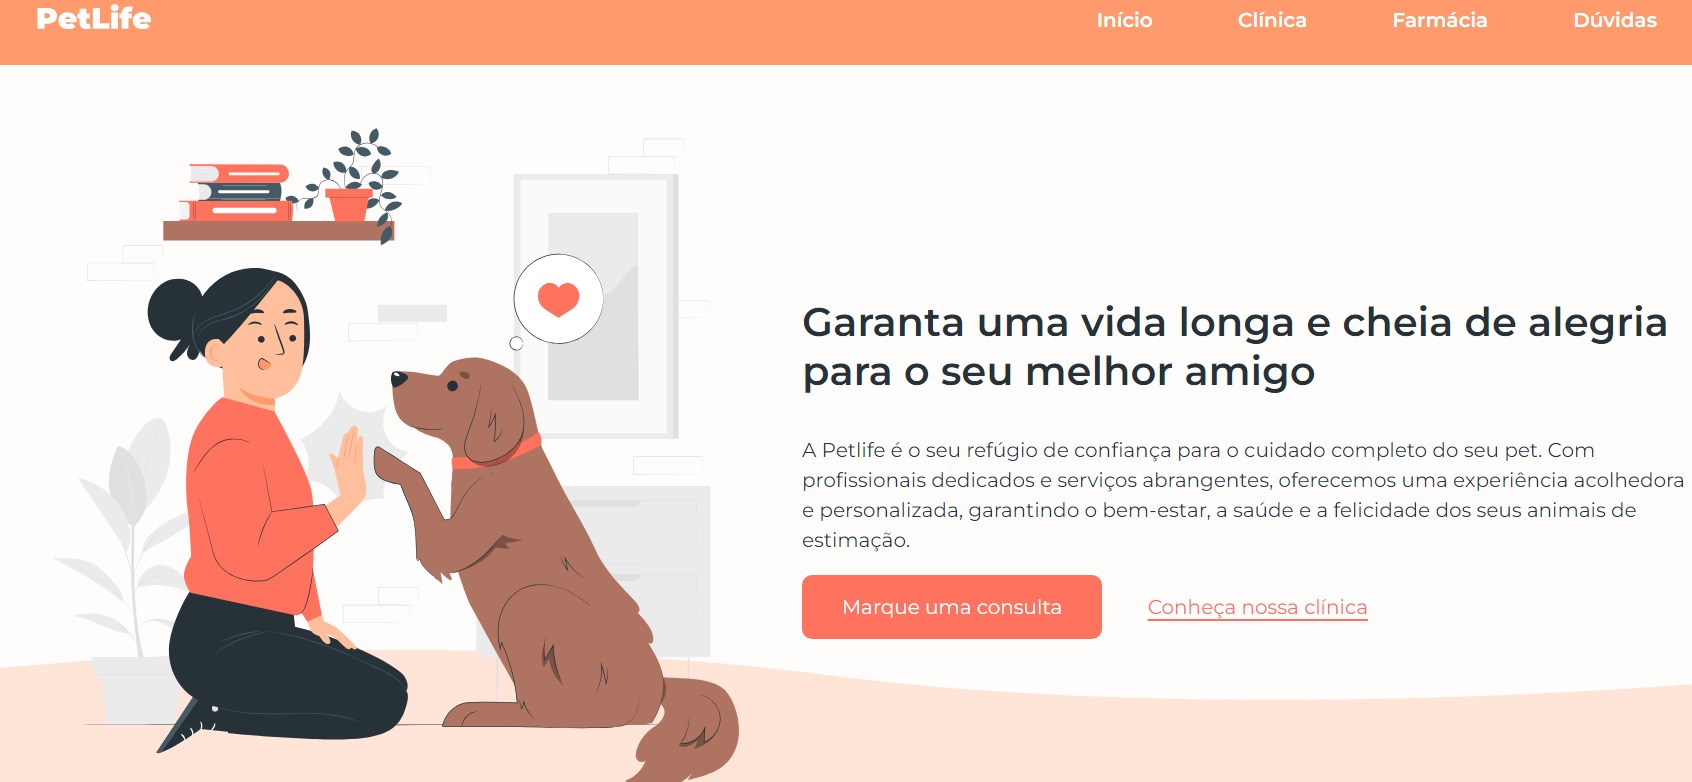 PetLife
Início
Clínica
Farmácia
Dúvidas
Garanta uma vida longa e cheia de alegria
para o seu melhor amigo
A Petlife é o seu refúgio de confiança para o cuidado completo do seu pet. Com
profissionais dedicados e serviços abrangentes, oferecemos uma experiência acolhedora
e personalizada, garantindo o bem-estar, a saúde e a felicidade dos seus animais de
estimação.
Marque uma consulta
Conheça nossa clínica